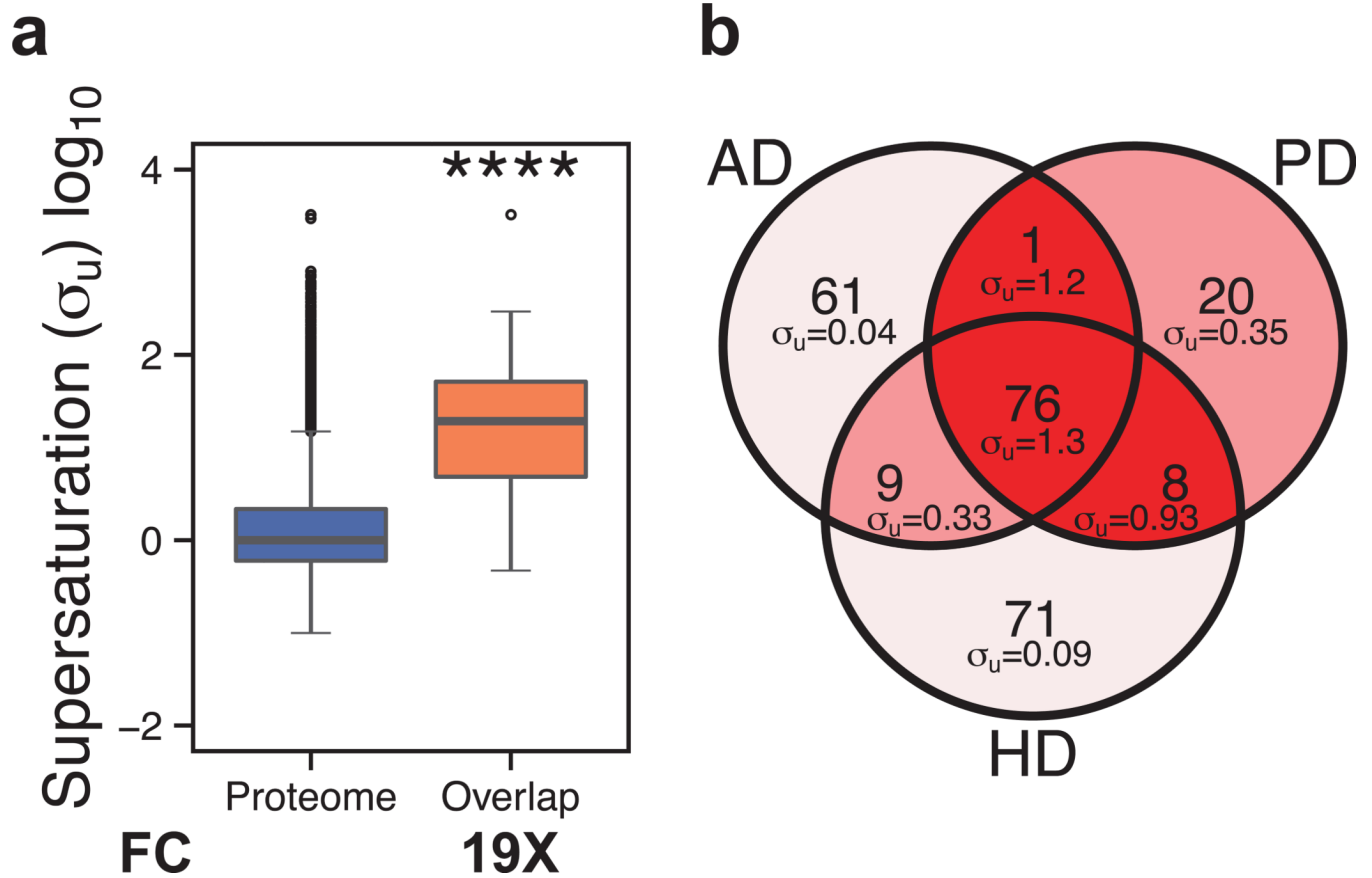 a
Supersaturation (σu) log10
4
2
0
−2
****
Proteome
Overlap
FC
19X
b
AD
PD
1
σu=1.2
61
σu=0.04
20
σu=0.35
76
σu=1.3
9
σu=0.33
8
σu=0.93
71
σu=0.09
HD